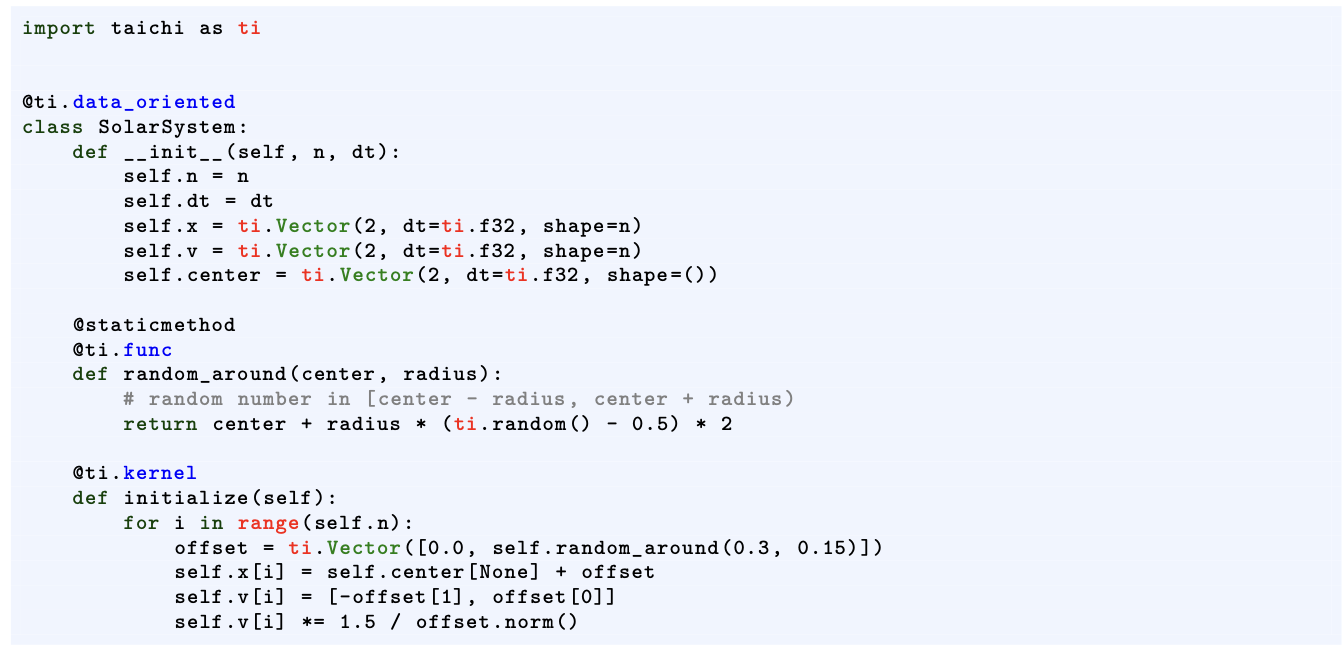 import taichi as ti
@ti.data_oriented
class SolarSystem:
    def __init__(self, n, dt):
        self.n = n
        self.dt = dt
        self.x = ti.Vector(2, dt=ti.f32, shape=n)
        self.v = ti.Vector(2, dt=ti.f32, shape=n)
        self.center = ti.Vector(2, dt=ti.f32, shape=())
    @staticmethod
    @ti.func
    def random_around(center, radius):
        # random number in [center - radius, center + radius)
        return center + radius * (ti.random() - 0.5) * 2
    @ti.kernel
    def initialize(self):
        for i in range(self.n):
            offset = ti.Vector([0.0, self.random_around(0.3, 0.15)])
            self.x[i] = self.center[None] + offset
            self.v[i] = [-offset[1], offset[0]]
            self.v[i] *= 1.5 / offset.norm()